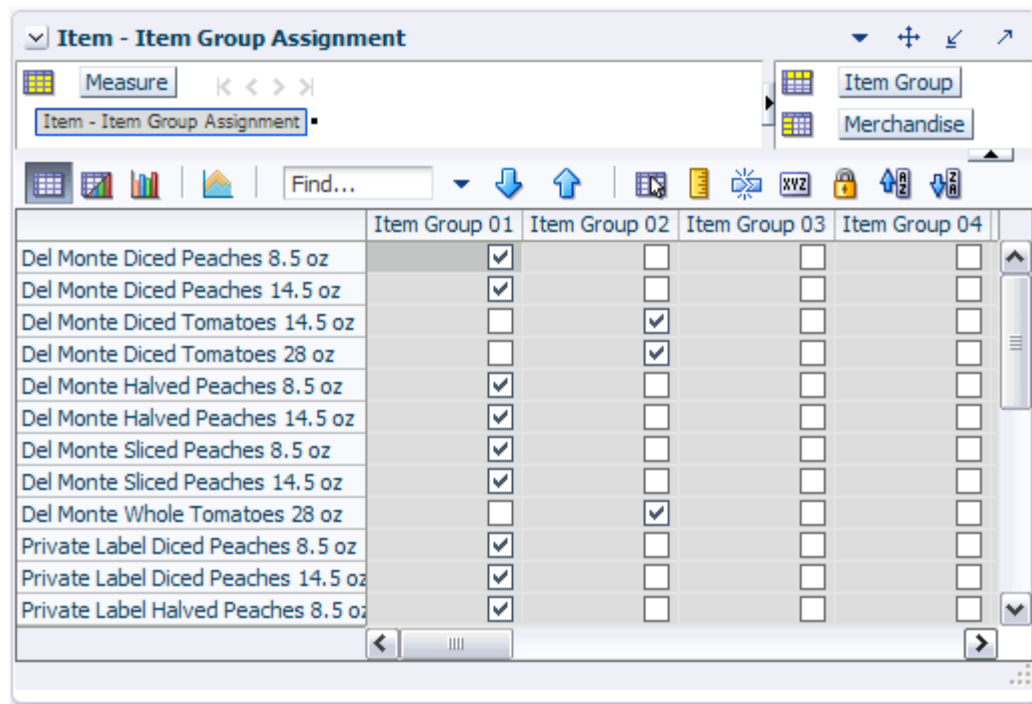 Item - Item Group Assignment
Measure
Item Group
Item - Item Group Assignment
Merchandise
Find...
XYZ
A Z
Z A
Item Group 01 Item Group 02 Item Group 03 Item Group 04
Del Monte Diced Peaches 8.5 oz
Del Monte Diced Peaches 14.5 oz
Del Monte Diced Tomatoes 14.5 oz
Del Monte Diced Tomatoes 28 oz
Del Monte Halved Peaches 8.5 oz
Del Monte Halved Peaches 14.5 oz
Del Monte Sliced Peaches 8.5 oz
Del Monte Sliced Peaches 14.5 oz
Del Monte Whole Tomatoes 28 oz
Private Label Diced Peaches 8.5 oz
Private Label Diced Peaches 14.5 oz
Private Label Halved Peaches 8.5 oz